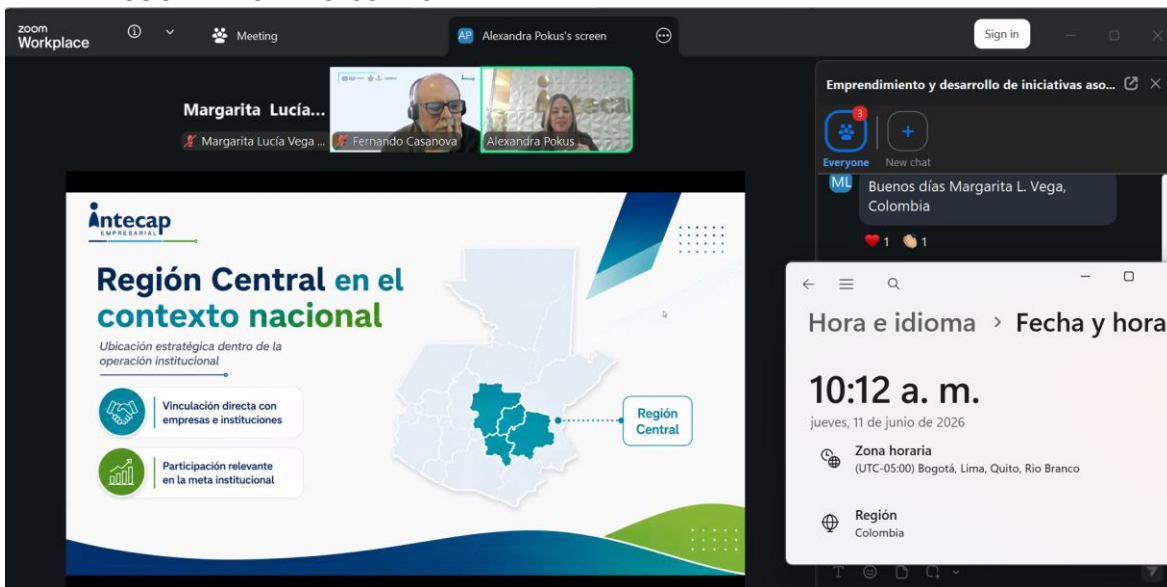 zoom
Workplace
Meeting
AP Alexandra Pokus's screen
Sign in
Margarita Lucía...
Margarita Lucía Vega ...
Fernando Casanova
Alexandra Pokus
intecap
EMPRESARIAL
Región Central en el
contexto nacional
Ubicación estratégica dentro de la
operación institucional
Vinculación directa con
empresas e instituciones
Participación relevante
en la meta institucional
Región
Central
Emprendimiento y desarrollo de iniciativas aso...
3
Everyone
New chat
ML
Buenos días Margarita L. Vega,
Colombia
1 1
Hora e idioma > Fecha y hora
10:12 a. m.
jueves, 11 de junio de 2026
Zona horaria
(UTC-05:00) Bogotá, Lima, Quito, Rio Branco
Región
Colombia